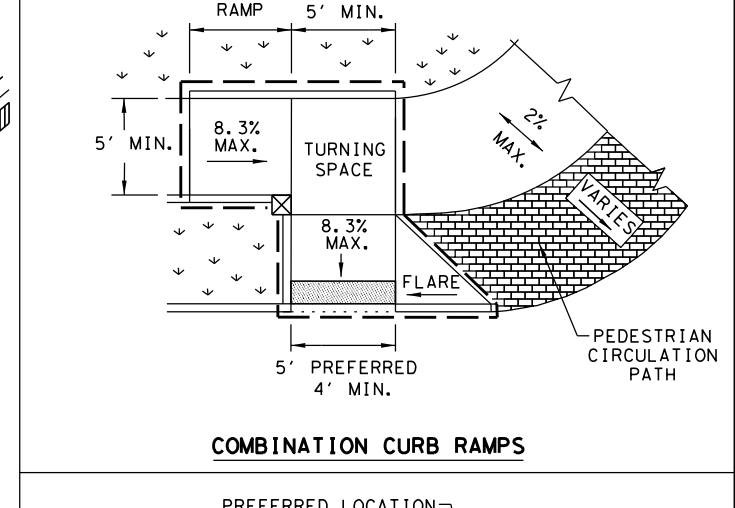 RAMP
5' MIN.
5' MIN.
8.3%
MAX.
TURNING
SPACE
2%
MAX.
VARIES
8.3%
MAX.
FLARE
PEDESTRIAN
CIRCULATION
PATH
5' PREFERRED
4' MIN.
COMBINATION CURB RAMPS
PREFERRED LOCATION